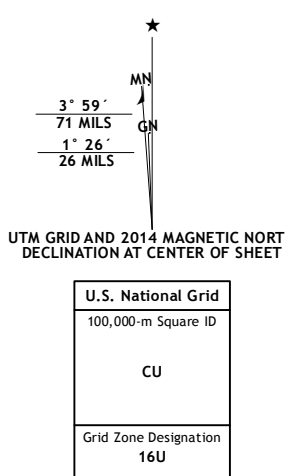 ★
MN
3° 59´
71 MILS
GN
1° 26´
26 MILS
UTM GRID AND 2014 MAGNETIC NORT
DECLINATION AT CENTER OF SHEET
U.S. National Grid
100,000-m Square ID
CU
Grid Zone Designation
16U